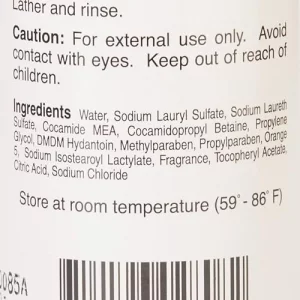 Lather and rinse.
Caution: For external use only. Avoid
contact with eyes. Keep out of reach of
children.
Ingredients Water, Sodium Lauryl Sulfate, Sodium Laureth
Sulfate, Cocamide MEA, Cocamidopropyl Betaine, Propylene
Glycol, DMDM Hydantoin, Methylparaben, Propylparaben, Orange
5, Sodium Isostearoyl Lactylate, Fragrance, Tocopheryl Acetate,
Citric Acid, Sodium Chloride
Store at room temperature (59° - 86° F)
0085A